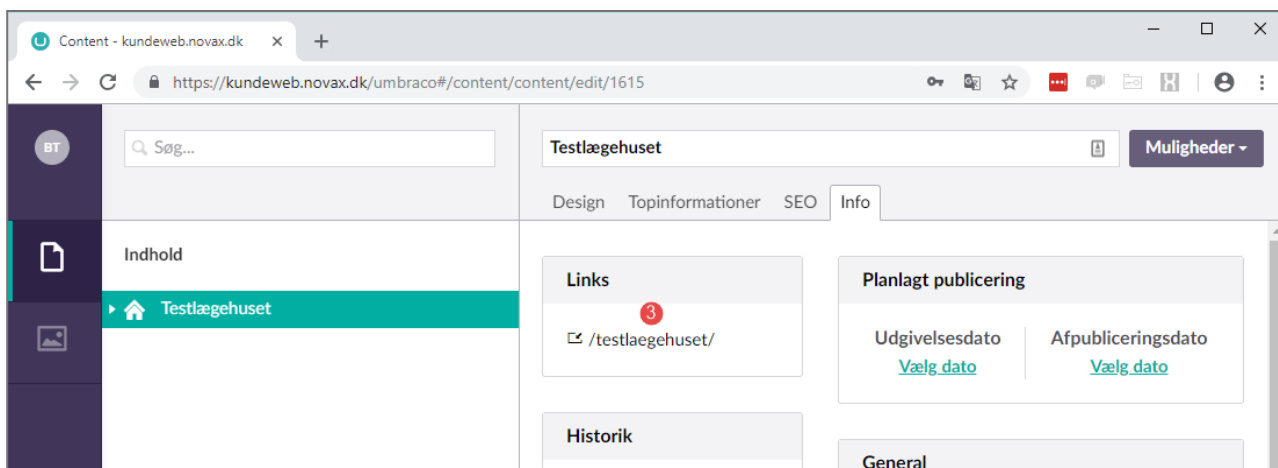 Content - kundeweb.novax.dk
https://kundeweb.novax.dk/umbraco#/content/content/edit/1615
BT
Søg...
Testlægehuset
Muligheder
Design Topinformationer SEO Info
Indhold
Testlægehuset
Links
3
/testlaegehuset/
Planlagt publicering
Udgivelsesdato Afpubliceringsdato
Vælg dato Vælg dato
Historik
General